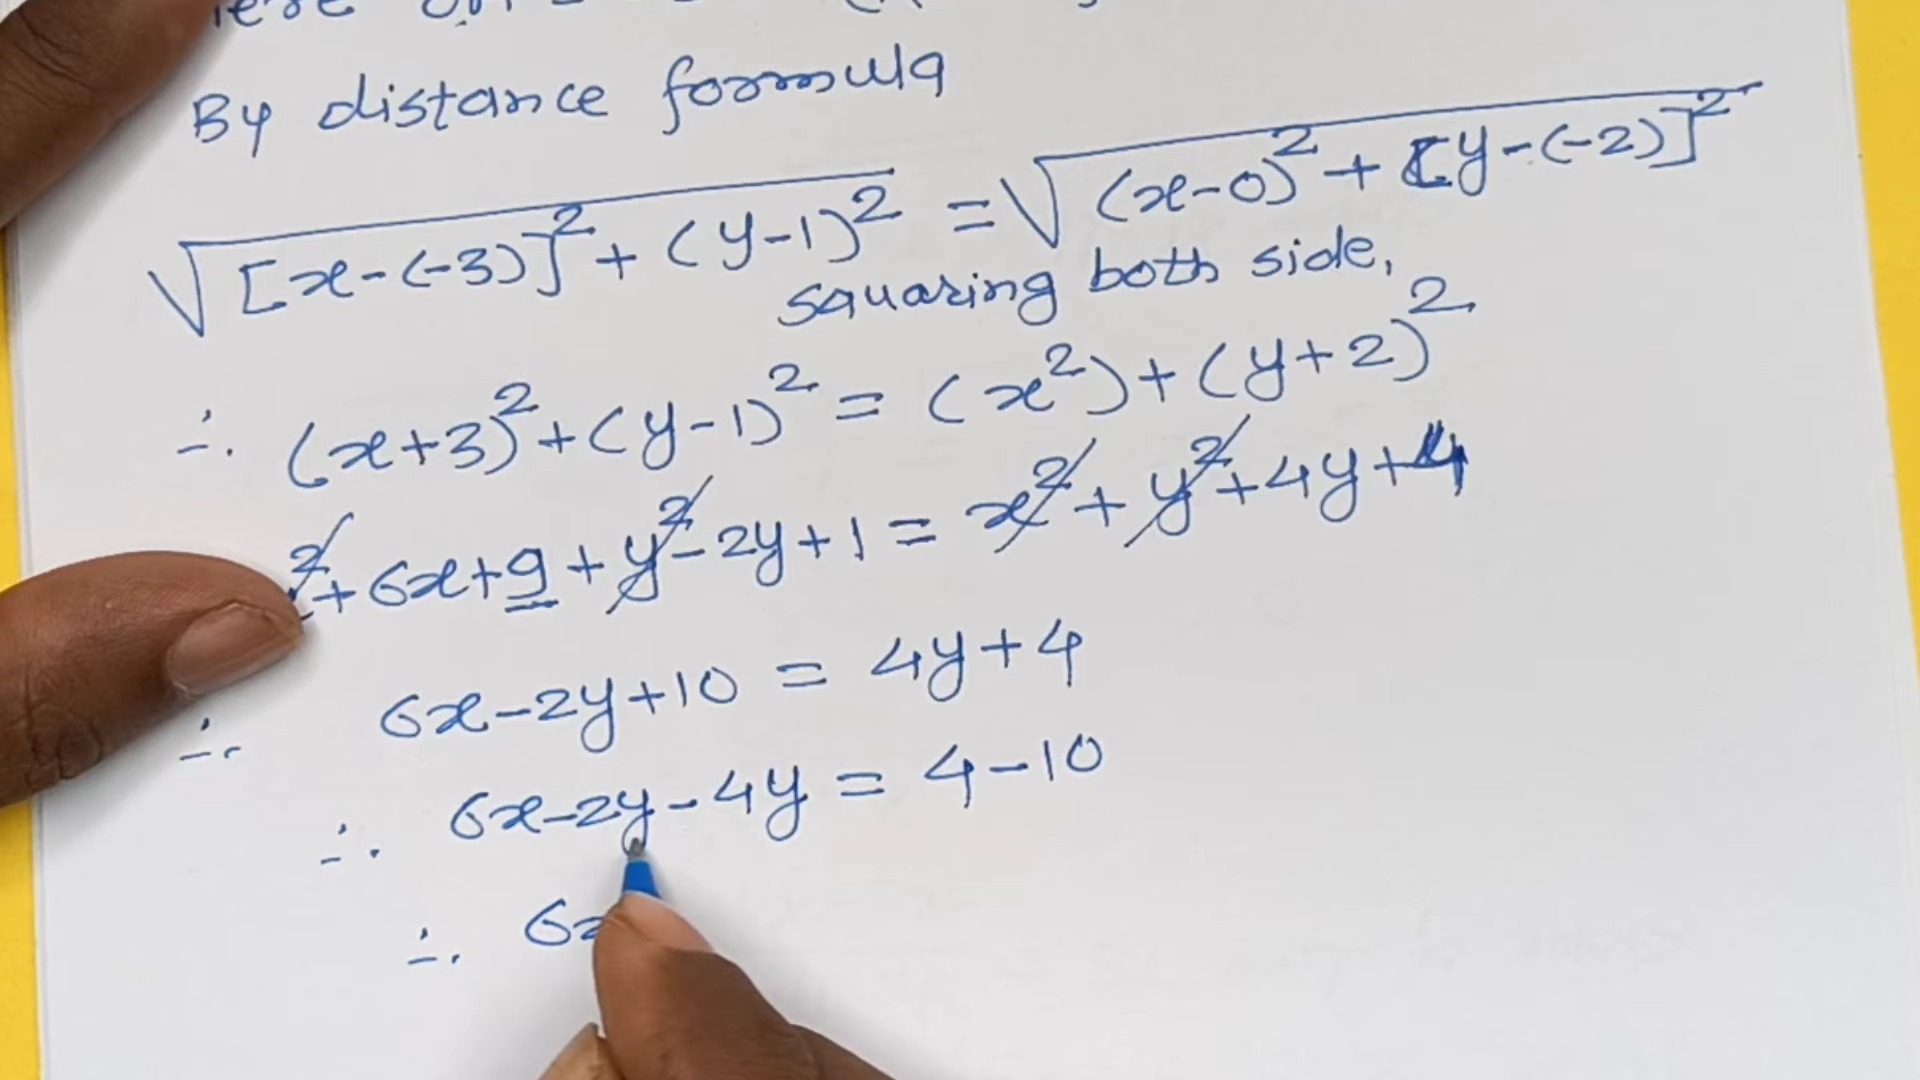 By distance formula
√[x-(-3)]²+(y-1)² = √(x-0)²+[y-(-2)]²
squaring both side,
∴ (x+3)²+(y-1)² = (x²)+(y+2)²
²+6x+9+y²-2y+1 = x²+y²+4y+4
∴ 6x-2y+10 = 4y+4
∴ 6x-2y-4y = 4-10
∴ 6x